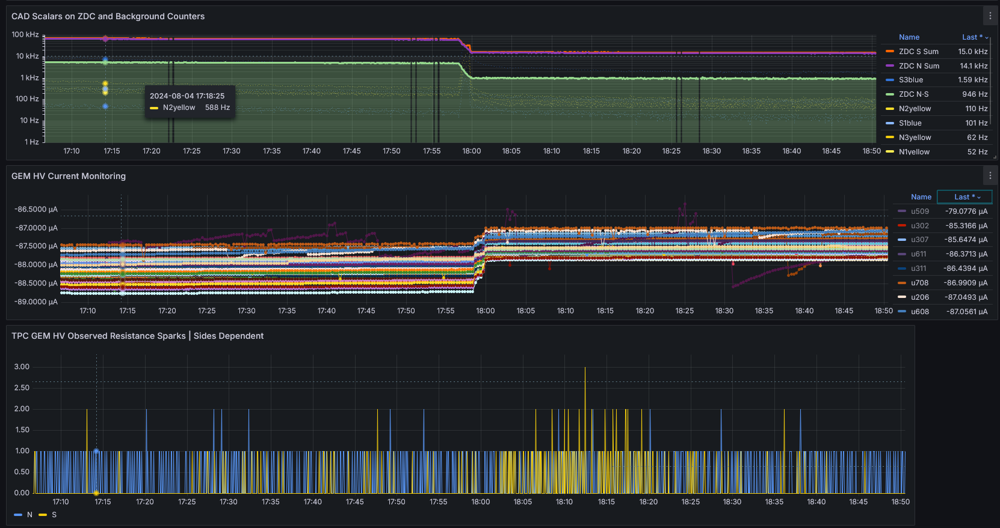 CAD Scalars on ZDC and Background Counters
100 kHz
10 kHz
1 kHz
100 Hz
10 Hz
1 Hz
2024-08-04 17:18:25
N2yellow 588 Hz
17:10 17:15 17:20 17:25 17:30 17:35 17:40 17:45 17:50 17:55 18:00 18:05 18:10 18:15 18:20 18:25 18:30 18:35 18:40 18:45 18:50
Name Last *
ZDC S Sum 15.0 kHz
ZDC N Sum 14.1 kHz
S3blue 1.59 kHz
ZDC N·S 946 Hz
N2yellow 110 Hz
S1blue 101 Hz
N3yellow 62 Hz
N1yellow 52 Hz
GEM HV Current Monitoring
-86.5000 µA
-87.0000 µA
-87.5000 µA
-88.0000 µA
-88.5000 µA
-89.0000 µA
17:10 17:15 17:20 17:25 17:30 17:35 17:40 17:45 17:50 17:55 18:00 18:05 18:10 18:15 18:20 18:25 18:30 18:35 18:40 18:45 18:50
Name Last *
u509 -79.0776 µA
u302 -85.3166 µA
u307 -85.6474 µA
u611 -86.3713 µA
u311 -86.4394 µA
u708 -86.9909 µA
u206 -87.0493 µA
u608 -87.0561 µA
TPC GEM HV Observed Resistance Sparks | Sides Dependent
3.00
2.50
2.00
1.50
1.00
0.50
0.00
17:10 17:15 17:20 17:25 17:30 17:35 17:40 17:45 17:50 17:55 18:00 18:05 18:10 18:15 18:20 18:25 18:30 18:35 18:40 18:45 18:50
N S